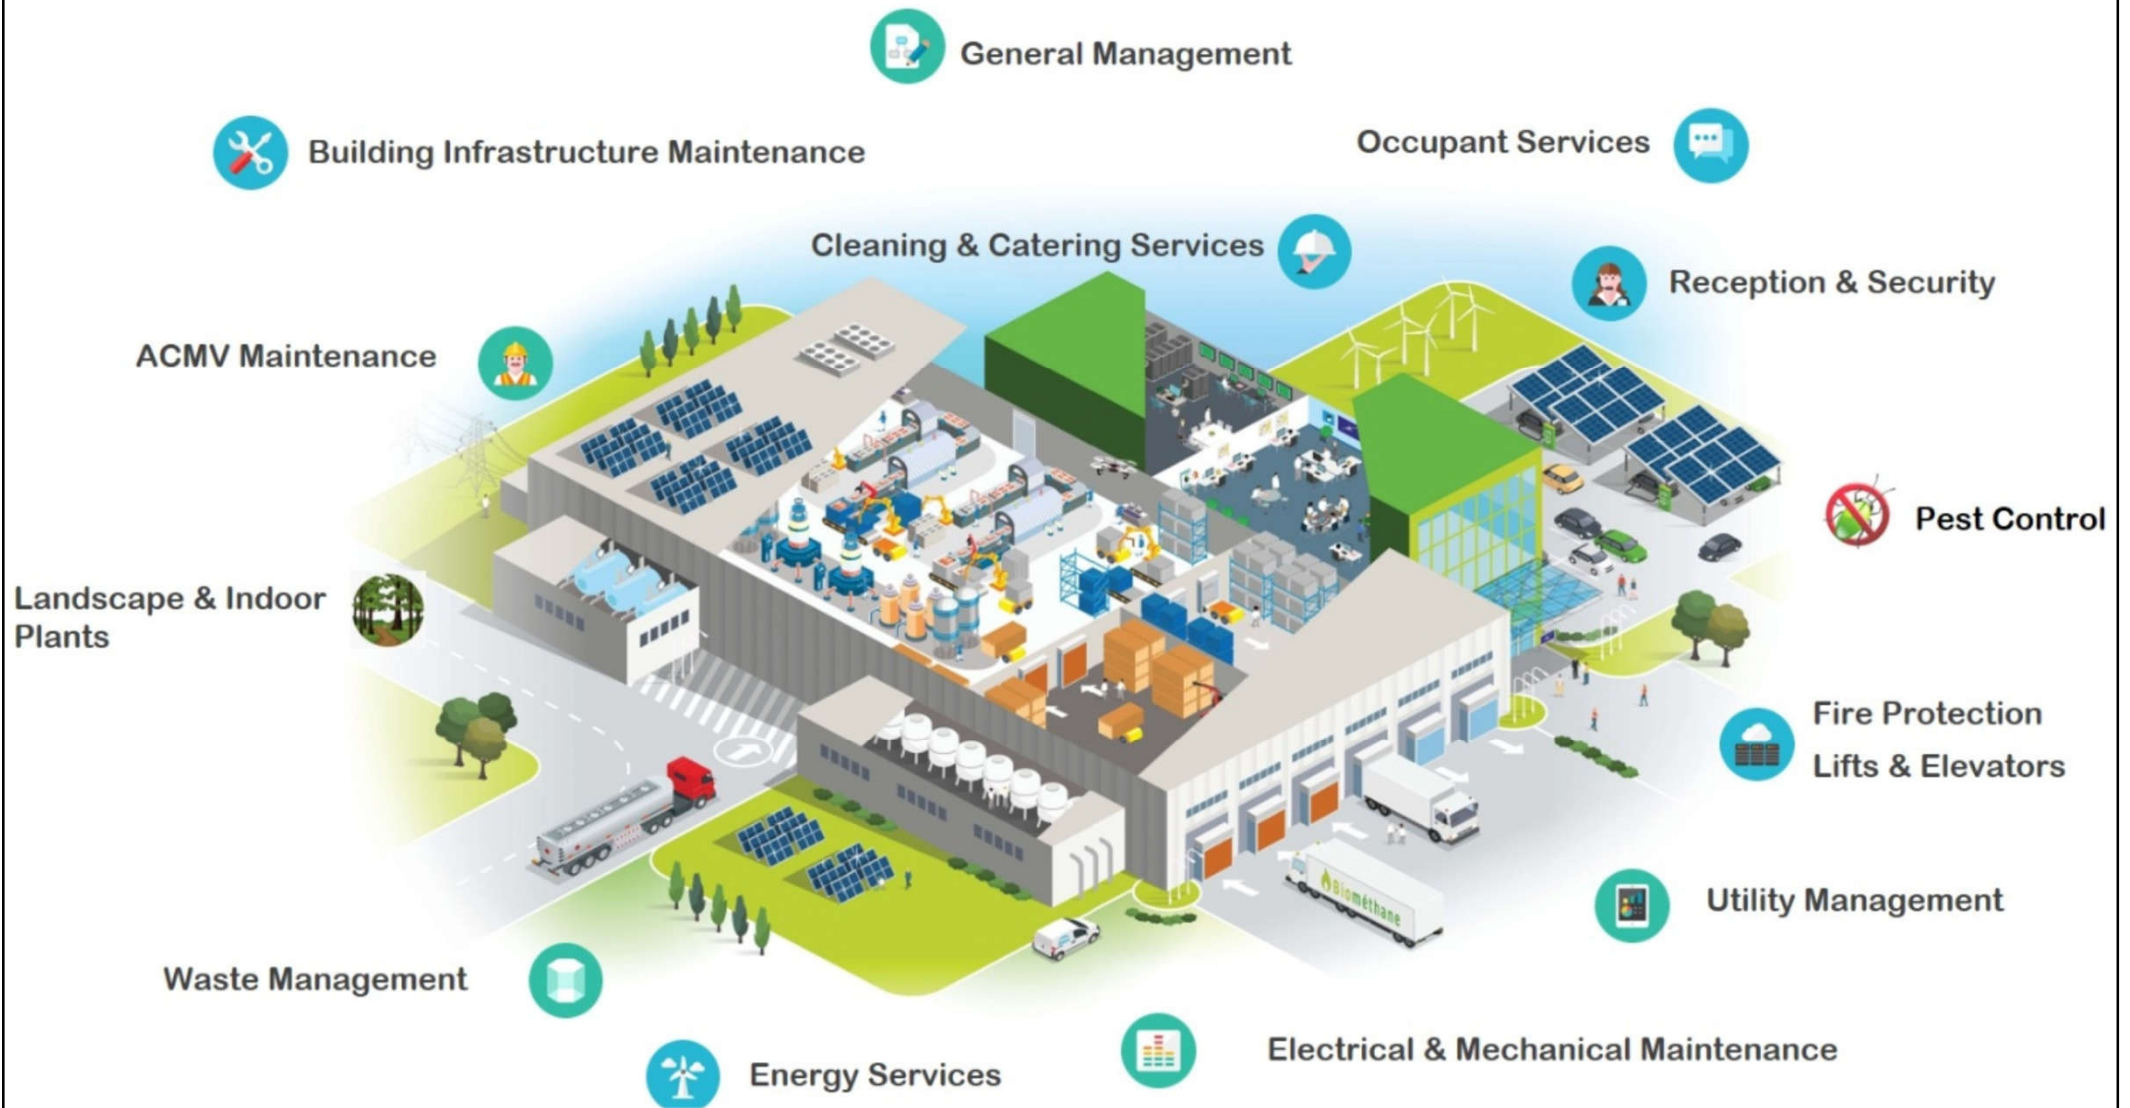 General Management
Building Infrastructure Maintenance
Occupant Services
Cleaning & Catering Services
Reception & Security
ACMV Maintenance
Pest Control
Landscape & Indoor
Plants
Fire Protection
Lifts & Elevators
Biométhane
Utility Management
Waste Management
Electrical & Mechanical Maintenance
Energy Services